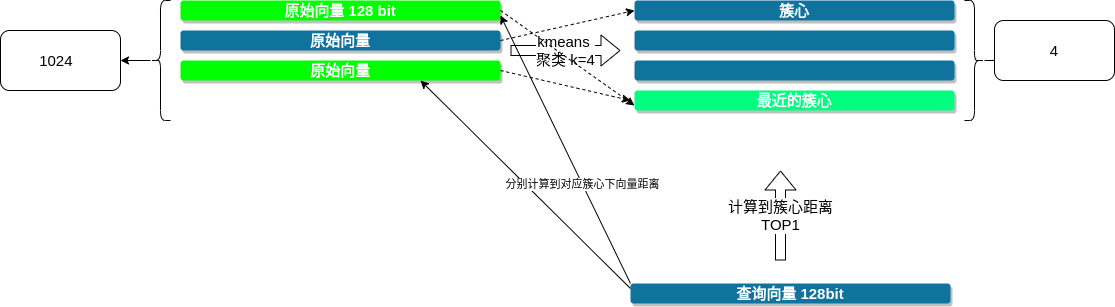 原始向量 128 bit
簇心
1024
原始向量
kmeans
聚类 k=4
4
原始向量
最近的簇心
分别计算到对应簇心下向量距离
计算到簇心距离
TOP1
查询向量 128bit